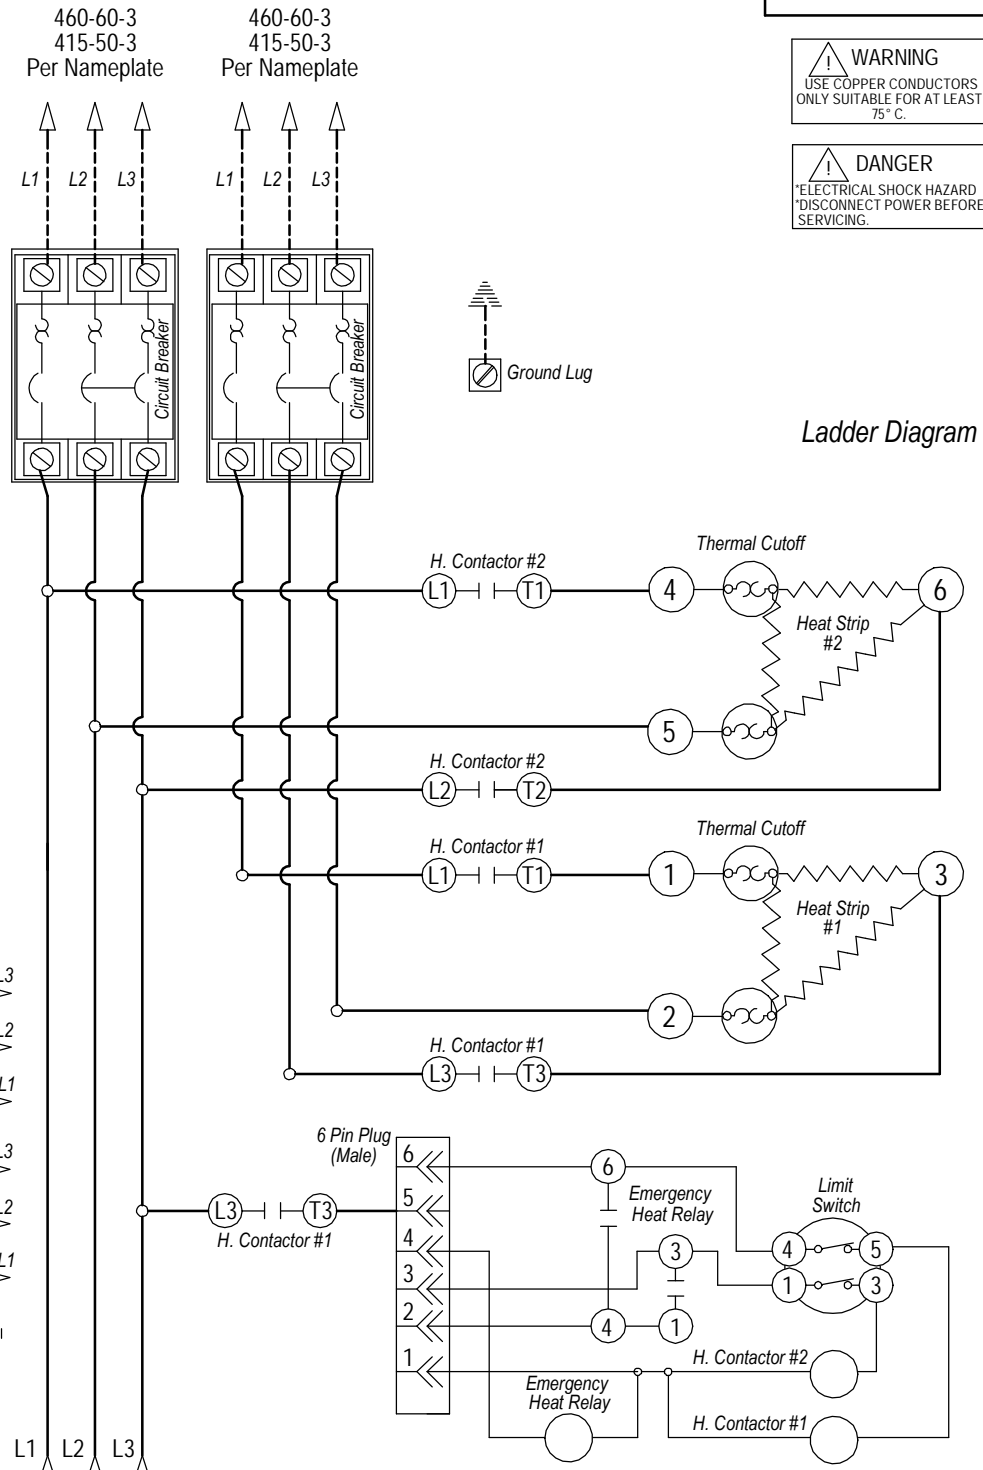 460-60-3
415-50-3
Per Nameplate
460-60-3
415-50-3
Per Nameplate
WARNING
USE COPPER CONDUCTORS
ONLY SUITABLE FOR AT LEAST
75° C.
DANGER
*ELECTRICAL SHOCK HAZARD
*DISCONNECT POWER BEFORE
SERVICING.
L1 L2 L3 L1 L2 L3
Circuit Breaker
Circuit Breaker
Ground Lug
Ladder Diagram
H. Contactor #2
Thermal Cutoff
L1 T1 4 6
Heat Strip
#2
5
H. Contactor #2
L2 T2
H. Contactor #1
Thermal Cutoff
L1 T1 1 3
Heat Strip
#1
2
H. Contactor #1
L3 T3
L3
L2
L1
L3
L2
L1
6 Pin Plug
(Male)
6
5
4
3
2
1
L3 T3
H. Contactor #1
6
Emergency
Heat Relay
3
4 1
Limit
Switch
4 5
1 3
H. Contactor #2
Emergency
Heat Relay
H. Contactor #1
L1 L2 L3